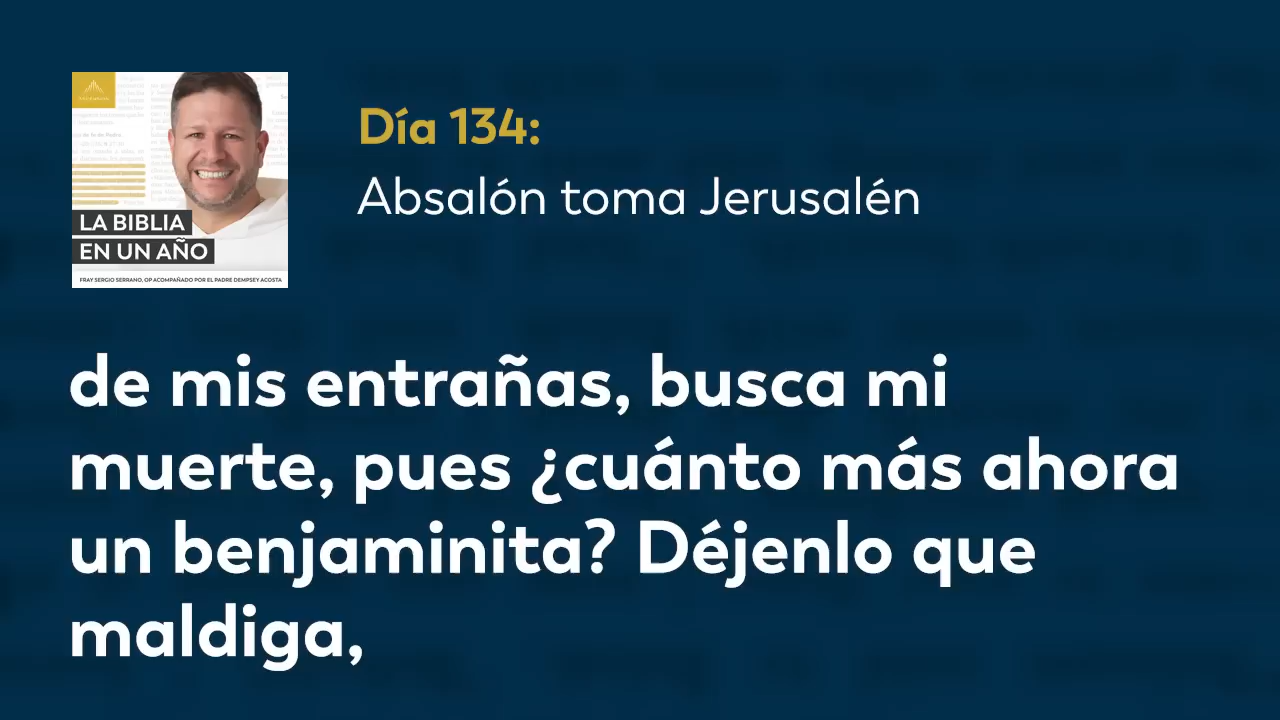 Día 134:
Absalón toma Jerusalén
LA BIBLIA
EN UN AÑO
FRAY SERGIO SERRANO, OP ACOMPAÑADO POR EL PADRE DEMPSEY ACOSTA
de mis entrañas, busca mi
muerte, pues ¿cuánto más ahora
un benjaminita? Déjenlo que
maldiga,